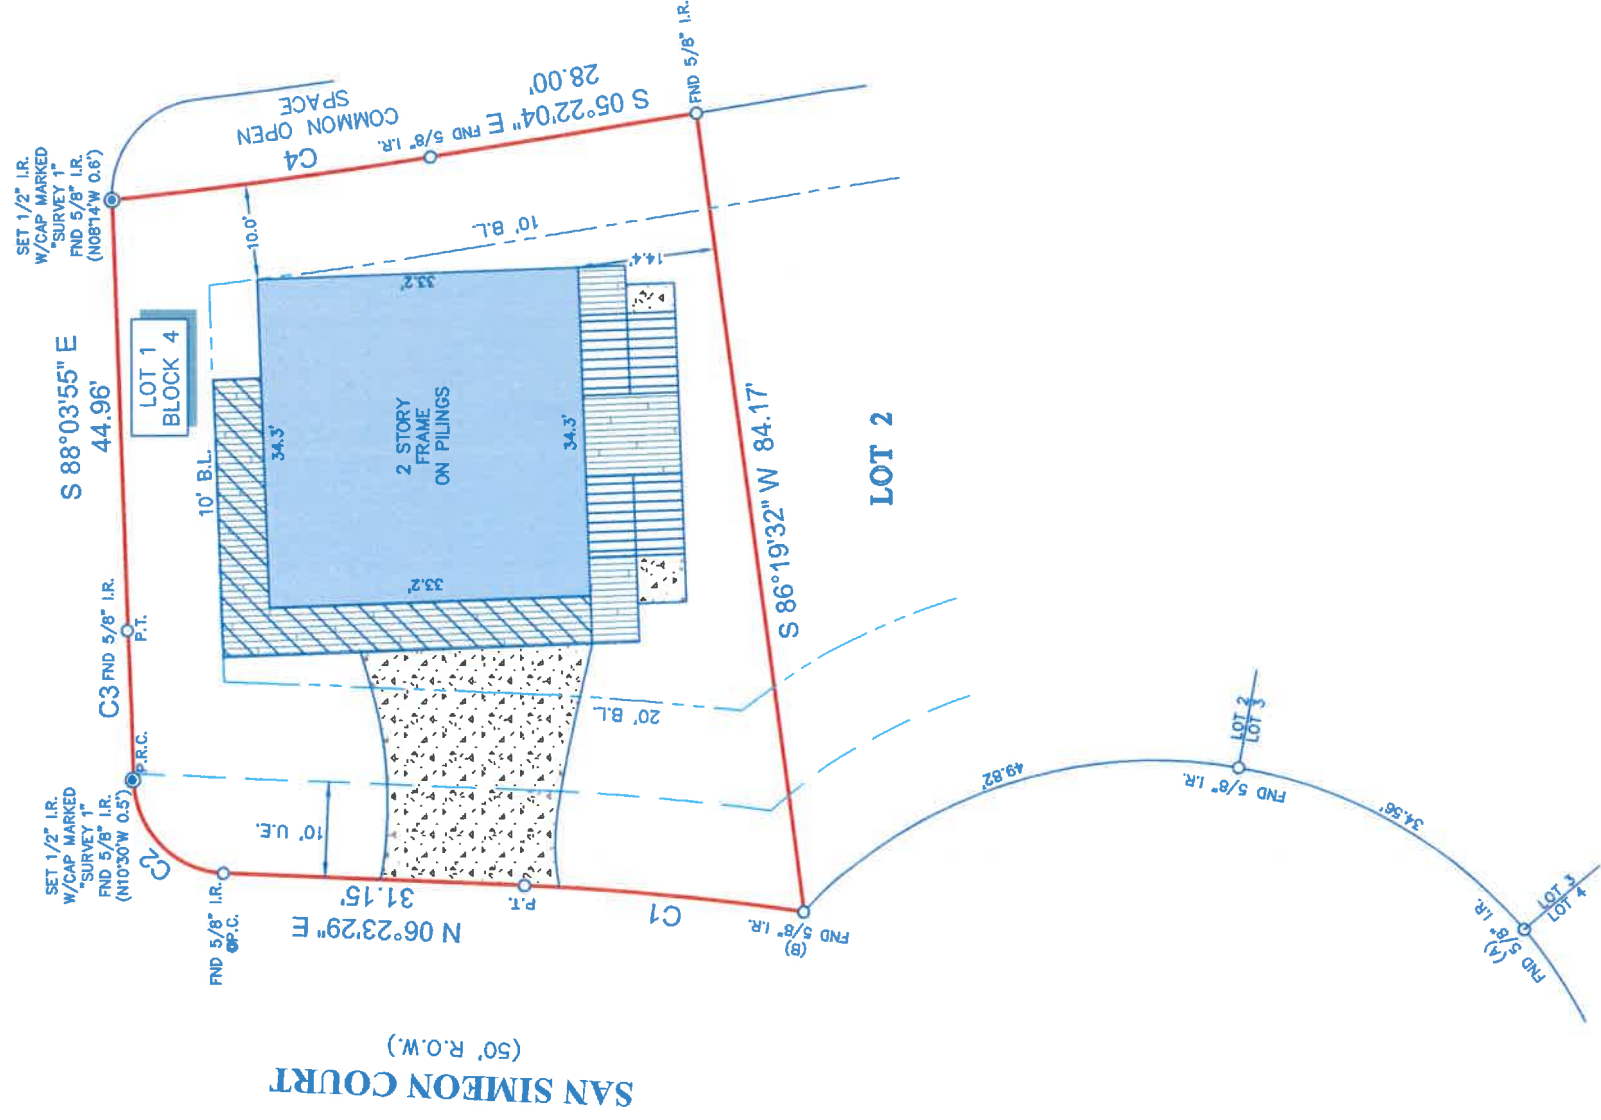 SET 1/2" I.R.
W/CAP MARKED
"SURVEY 1"
FND 5/8" I.R.
(N08°14'W 0.6')
COMMON OPEN
SPACE
C4
FND 5/8" I.R.
S 05°22'04" E
28.00'
FND 5/8" I.R.
S 88°03'55" E
44.96'
LOT 1
BLOCK 4
10' B.L.
10.0'
10' B.L.
14.4'
33.2'
34.3'
2 STORY
FRAME
ON PILINGS
34.3'
33.2'
S 86°19'32" W 84.17'
LOT 2
C3
FND 5/8" I.R.
P.T.
P.R.C.
SET 1/2" I.R.
W/CAP MARKED
"SURVEY 1"
FND 5/8" I.R.
(N10°30'W 0.5')
C2
10' U.E.
20' B.L.
FND 5/8" I.R.
P.C.
N 06°23'29" E
31.15'
P.T.
C1
FND 5/8" I.R.
(B)
49.82'
LOT 2
LOT 3
FND 5/8" I.R.
34.56'
LOT 3
LOT 4
(A)
FND 5/8" I.R.
SAN SIMEON COURT
(50' R.O.W.)